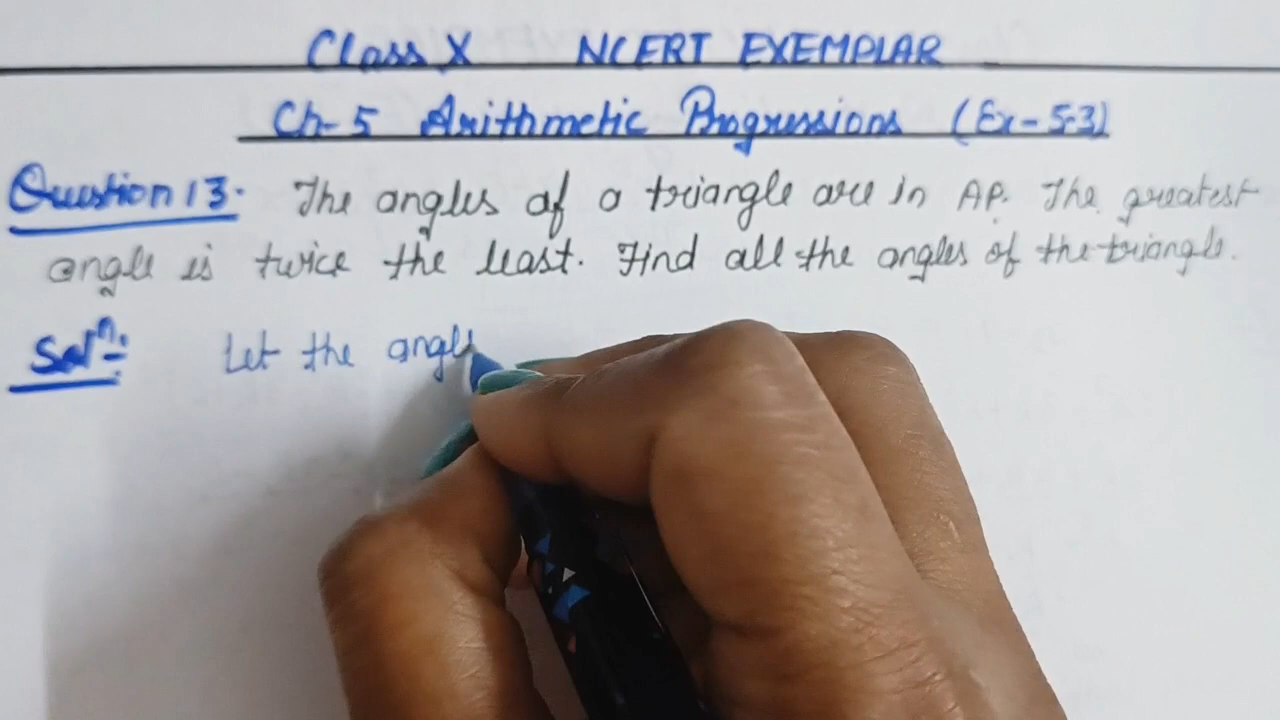 Class X NCERT EXEMPLAR
Ch-5 Arithmetic Progressions (Ex-5.3)
Question 13. The angles of a triangle are in AP. The greatest
angle is twice the least. Find all the angles of the triangle.
Solⁿ:- Let the angle